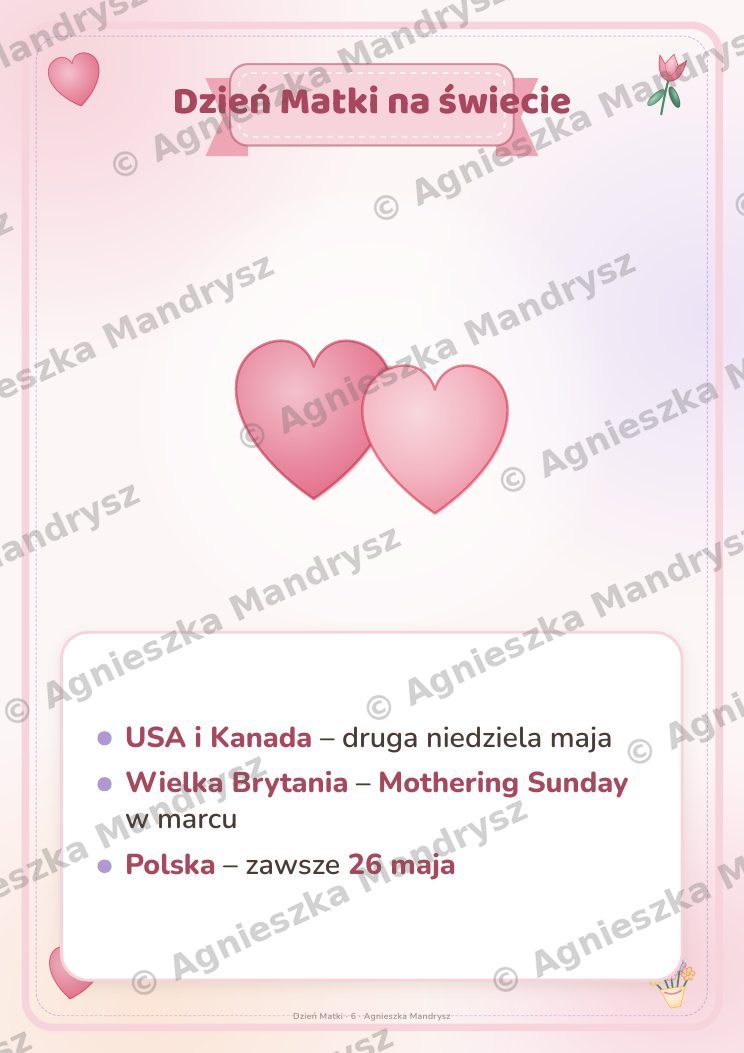 Dzień Matki na świecie
USA i Kanada – druga niedziela maja
Wielka Brytania – Mothering Sunday
w marcu
Polska – zawsze 26 maja
Dzień Matki · 6 · Agnieszka Mandrysz
© Agnieszka Mandrysz